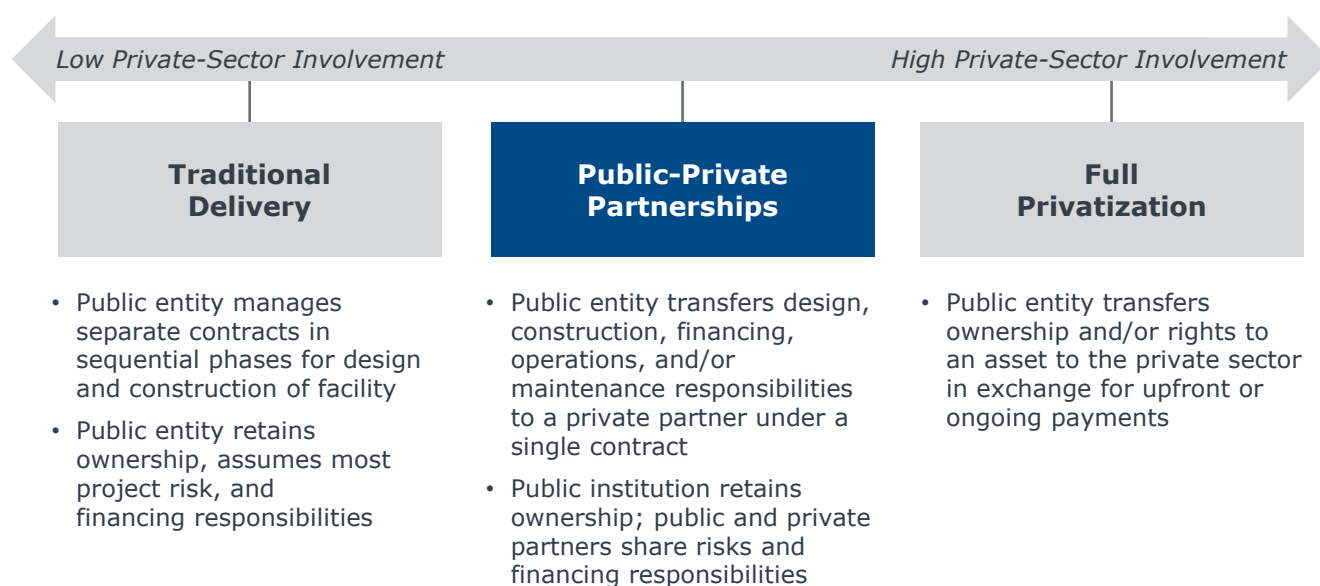 Low Private-Sector Involvement
High Private-Sector Involvement
Traditional
Delivery
• Public entity manages
separate contracts in
sequential phases for design
and construction of facility
• Public entity retains
ownership, assumes most
project risk, and
financing responsibilities
Public-Private
Partnerships
• Public entity transfers design,
construction, financing,
operations, and/or
maintenance responsibilities
to a private partner under a
single contract
• Public institution retains
ownership; public and private
partners share risks and
financing responsibilities
Full
Privatization
• Public entity transfers
ownership and/or rights to
an asset to the private sector
in exchange for upfront or
ongoing payments